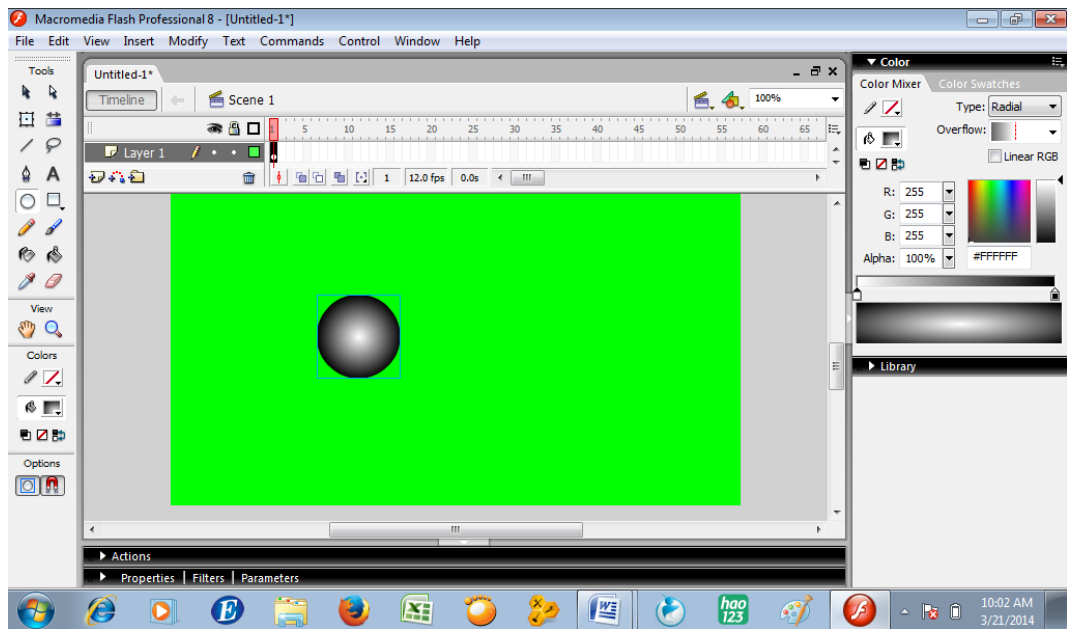 Macromedia Flash Professional 8 - [Untitled-1*]
File Edit View Insert Modify Text Commands Control Window Help
Tools
View
Colors
Options
Untitled-1*
Timeline Scene 1 100%
1 5 10 15 20 25 30 35 40 45 50 55 60 65
Layer 1
1 12.0 fps 0.0s
Actions
Properties | Filters | Parameters
Color
Color Mixer Color Swatches
Type: Radial
Overflow:
Linear RGB
R: 255
G: 255
B: 255
Alpha: 100% #FFFFFF
Library
hao
123
10:02 AM
3/21/2014